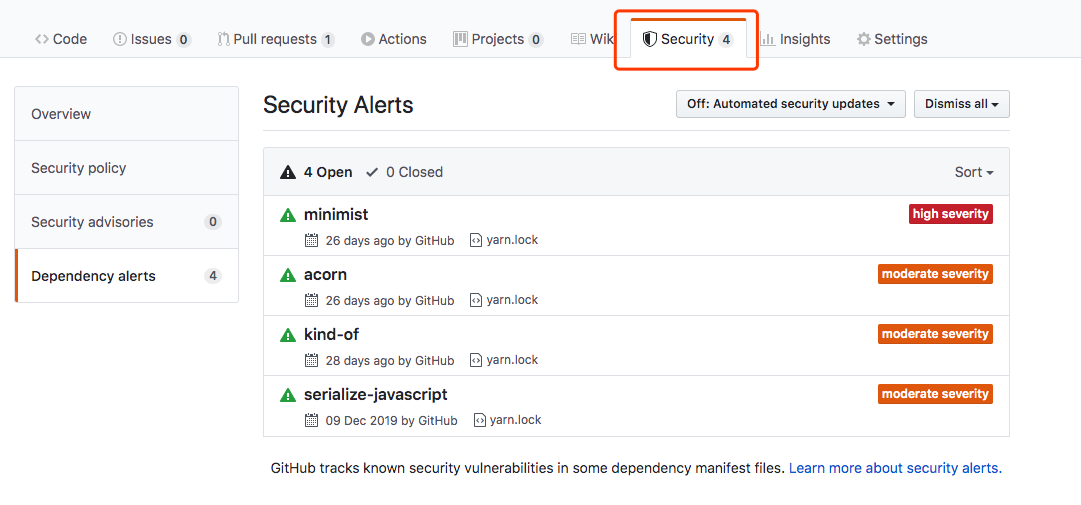 Code Issues 0 Pull requests 1 Actions Projects 0 Wik Security 4 Insights Settings
Overview
Security policy
Security advisories 0
Dependency alerts 4
Security Alerts Off: Automated security updates Dismiss all
4 Open 0 Closed Sort
minimist high severity
26 days ago by GitHub yarn.lock
acorn moderate severity
26 days ago by GitHub yarn.lock
kind-of moderate severity
28 days ago by GitHub yarn.lock
serialize-javascript moderate severity
09 Dec 2019 by GitHub yarn.lock
GitHub tracks known security vulnerabilities in some dependency manifest files. Learn more about security alerts.